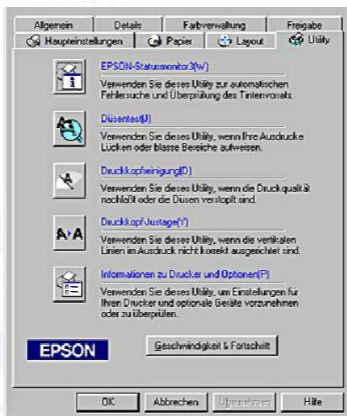 Allgemein Details Farbverwaltung Freigabe
Haupteinstellungen Papier Layout Utility
EPSON-Statusmonitor3(W)
Verwenden Sie dieses Utility zur automatischen
Fehlersuche und Überprüfung des Tintenvorrats.
Düsentest(U)
Verwenden Sie dieses Utility, wenn Ihre Ausdrucke
Lücken oder blasse Bereiche aufweisen.
Druckkopfreinigung(D)
Verwenden Sie dieses Utility, wenn die Druckqualität
nachläßt oder die Düsen verstopft sind.
Druckkopf-Justage(Y)
Verwenden Sie dieses Utility, wenn die vertikalen
Linien im Ausdruck nicht korrekt ausgerichtet sind.
Informationen zu Drucker und Optionen(P)
Verwenden Sie dieses Utility, um Einstellungen für
Ihren Drucker und optionale Geräte vorzunehmen
oder zu überprüfen.
EPSON Geschwindigkeit & Fortschritt
OK Abbrechen Übernehmen Hilfe